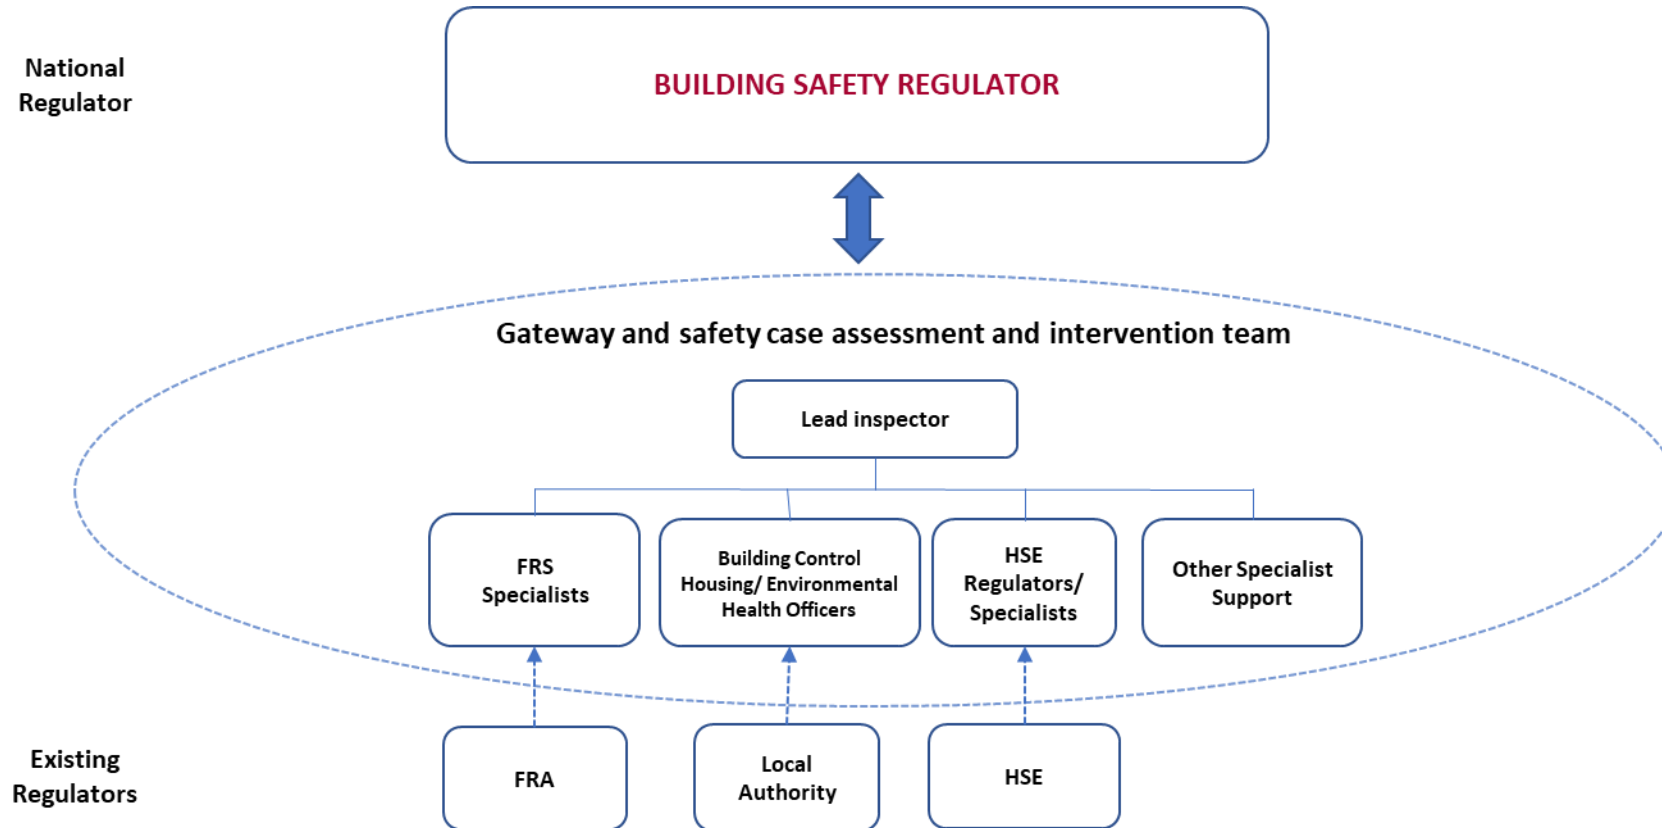 National
Regulator
BUILDING SAFETY REGULATOR
Gateway and safety case assessment and intervention team
Lead inspector
FRS
Specialists
Building Control
Housing/ Environmental
Health Officers
HSE
Regulators/
Specialists
Other Specialist
Support
Existing
Regulators
FRA
Local
Authority
HSE